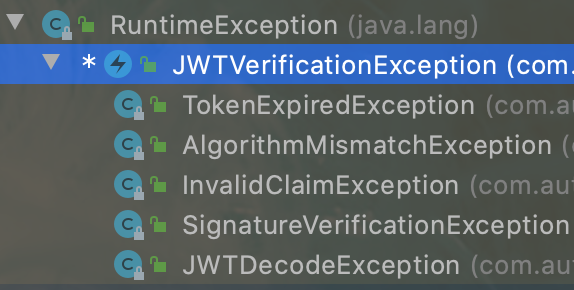 RuntimeException (java.lang)
* JWTVerificationException (com.
TokenExpiredException (com.au
AlgorithmMismatchException (
InvalidClaimException (com.aut
SignatureVerificationException
JWTDecodeException (com.aut